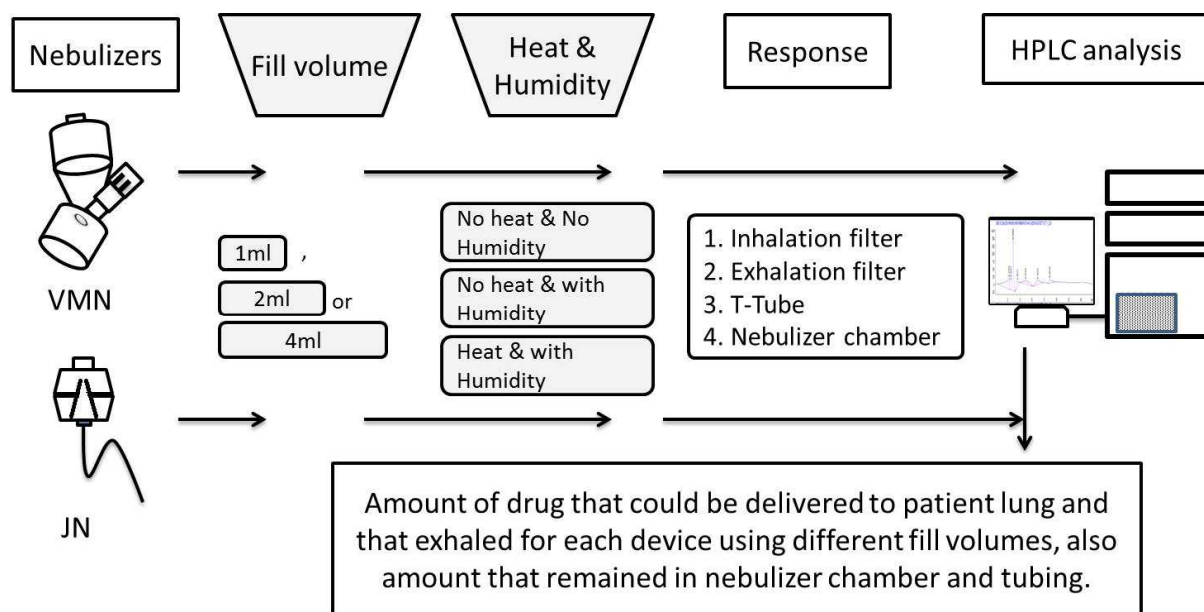 Nebulizers
Fill volume
Heat &
Humidity
Response
HPLC analysis
VMN
1ml ,
2ml or
4ml
No heat & No
Humidity
No heat & with
Humidity
Heat & with
Humidity
1. Inhalation filter
2. Exhalation filter
3. T-Tube
4. Nebulizer chamber
JN
Amount of drug that could be delivered to patient lung and
that exhaled for each device using different fill volumes, also
amount that remained in nebulizer chamber and tubing.